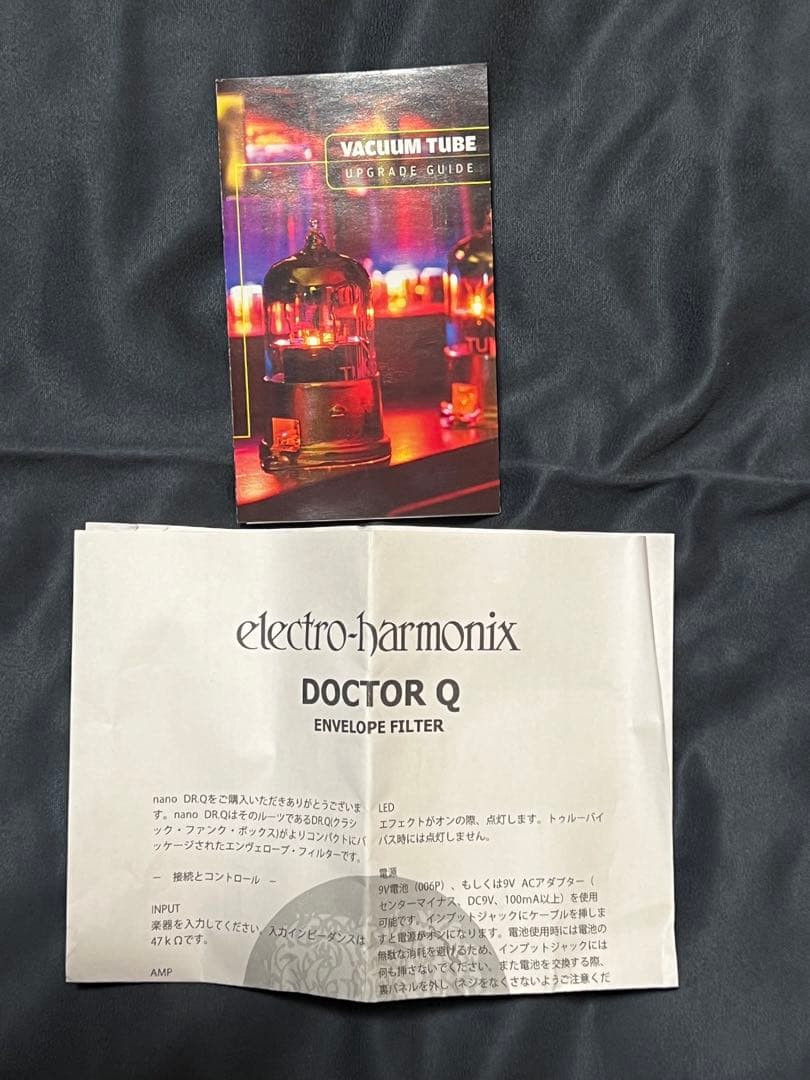 VACUUM TUBE
UPGRADE GUIDE
TU
electro-harmonix
DOCTOR Q
ENVELOPE FILTER
nano DR.Qをご購入いただきありがとうございま
す。nano DR.QはそのルーツであるDR.Q(クラシ
ック・ファンク・ボックス)がよりコンパクトにパ
ッケージされたエンヴェロープ・フィルターです。
－ 接続とコントロール －
INPUT
楽器を入力してください。入力インピーダンスは
47ｋΩです。
AMP
LED
エフェクトがオンの際、点灯します。トゥルーバイ
パス時には点灯しません。
電源
9V電池（006P）、もしくは9V ACアダプター（
センターマイナス、DC9V、100mA以上）を使用
可能です。インプットジャックにケーブルを挿しま
すと電源がオンになります。電池使用時には電池の
無駄な消耗を避けるため、インプットジャックには
何も挿さないでください。また電池を交換する際、
裏パネルを外し（ネジをなくさないようご注意くだ